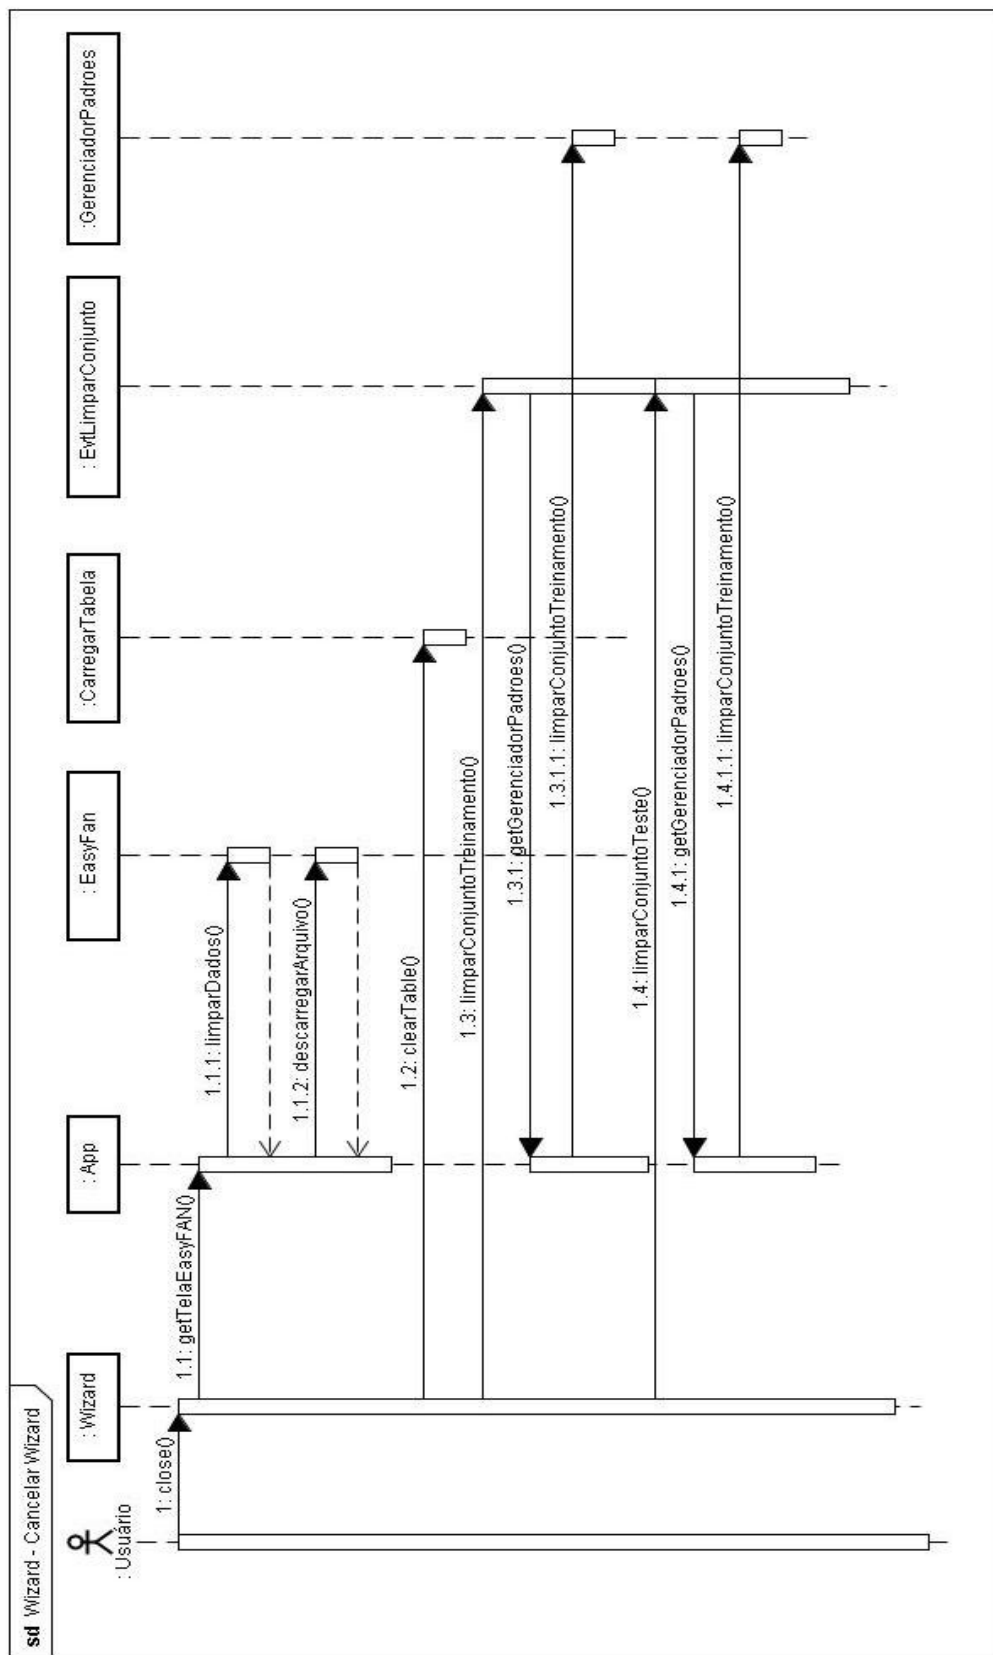 sd Wizard - Cancelar Wizard
: Usuário
: Wizard
: App
: EasyFan
:CarregarTabela
: EvtLimparConjunto
:GerenciadorPadroes
1: close()
1.1: getTelaEasyFAN()
1.1.1: limparDados()
1.1.2: descarregarArquivo()
1.2: clearTable()
1.3: limparConjuntoTreinamento()
1.3.1: getGerenciadorPadroes()
1.3.1.1: limparConjuntoTreinamento()
1.4: limparConjuntoTeste()
1.4.1: getGerenciadorPadroes()
1.4.1.1: limparConjuntoTreinamento()